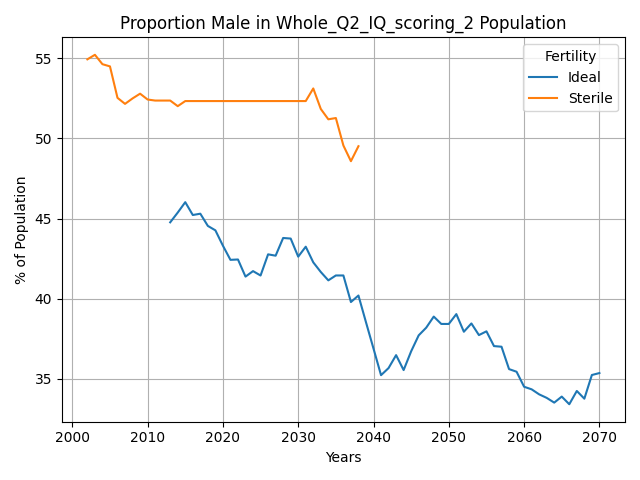 Proportion Male in Whole_Q2_IQ_scoring_2 Population
Fertility
Ideal
Sterile
% of Population
55
50
45
40
35
2000 2010 2020 2030 2040 2050 2060 2070
Years